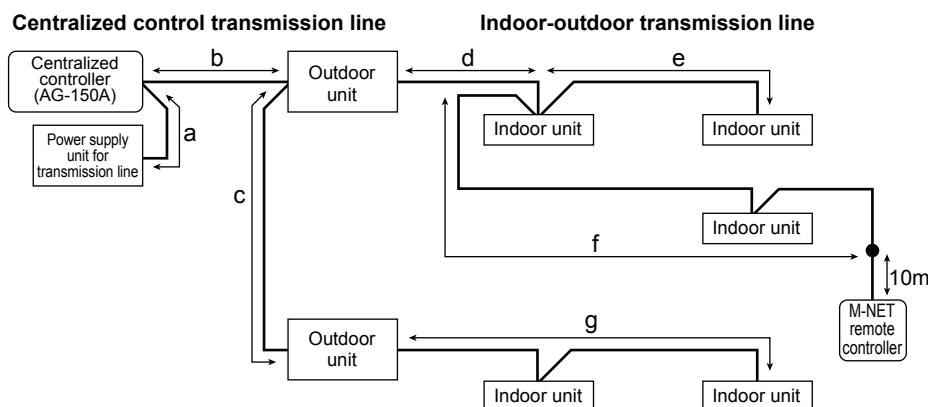 Centralized control transmission line
Indoor-outdoor transmission line
Centralized
controller
(AG-150A)
b
Outdoor
unit
d
e
a
Power supply
unit for
transmission line
Indoor unit
Indoor unit
c
Indoor unit
f
10m
M-NET
remote
controller
Outdoor
unit
g
Indoor unit
Indoor unit